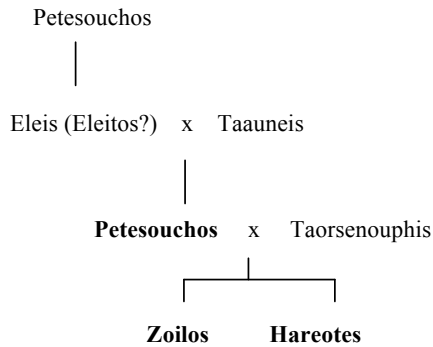 Petesouchos
Eleis (Eleitos?) x Taauneis
Petesouchos x Taorsenouphis
Zoilos Hareotes